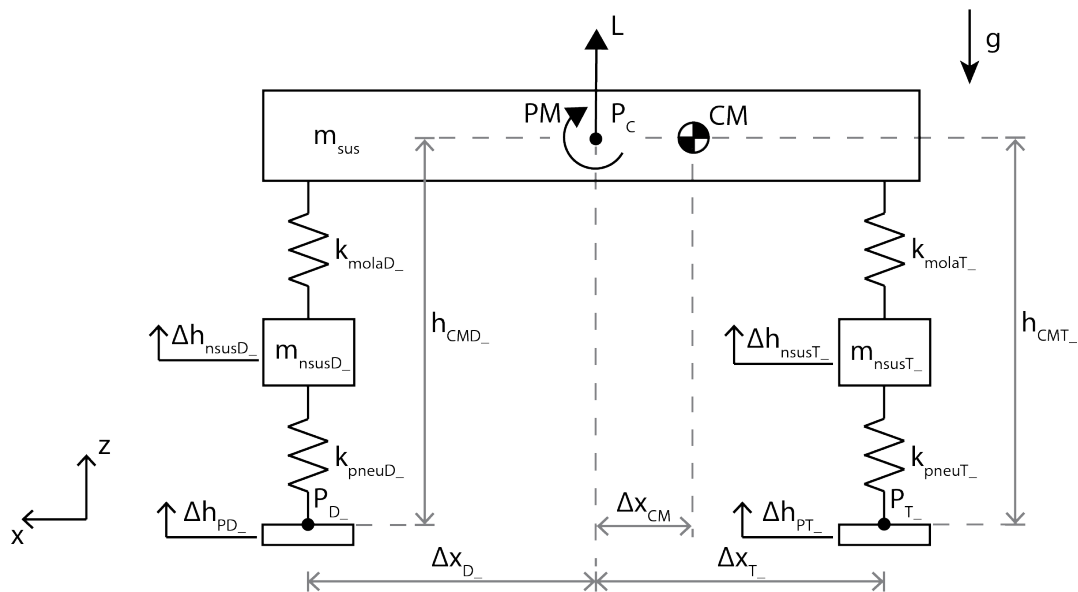 L
g
PM
P_C
CM
m_sus
k_molaD_
k_molaT_
h_CMD_
h_CMT_
Δh_nsusD_
m_nsusD_
Δh_nsusT_
m_nsusT_
z
x
k_pneuD_
k_pneuT_
P_D_
P_T_
Δh_PD_
Δx_CM
Δh_PT_
Δx_D_
Δx_T_